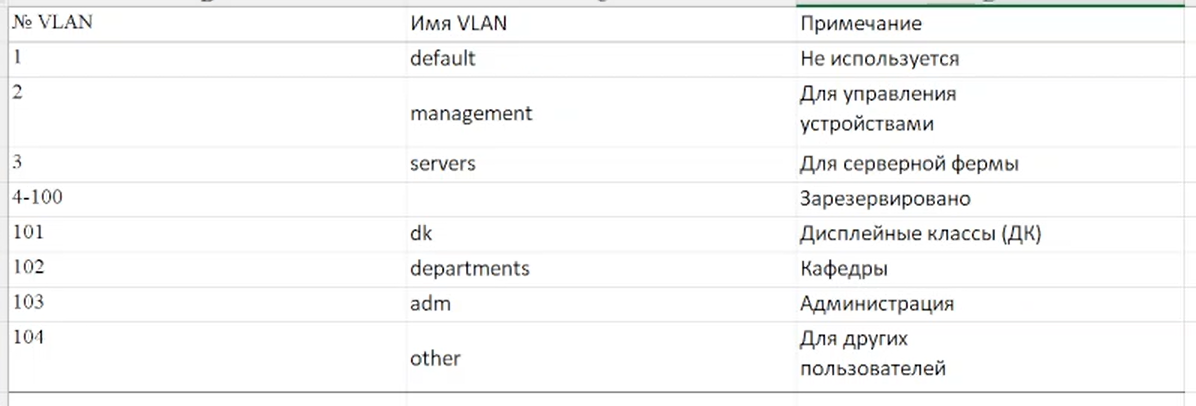 № VLAN Имя VLAN Примечание
1 default Не используется
2 management Для управления
устройствами
3 servers Для серверной фермы
4-100 Зарезервировано
101 dk Дисплейные классы (ДК)
102 departments Кафедры
103 adm Администрация
104 other Для других
пользователей